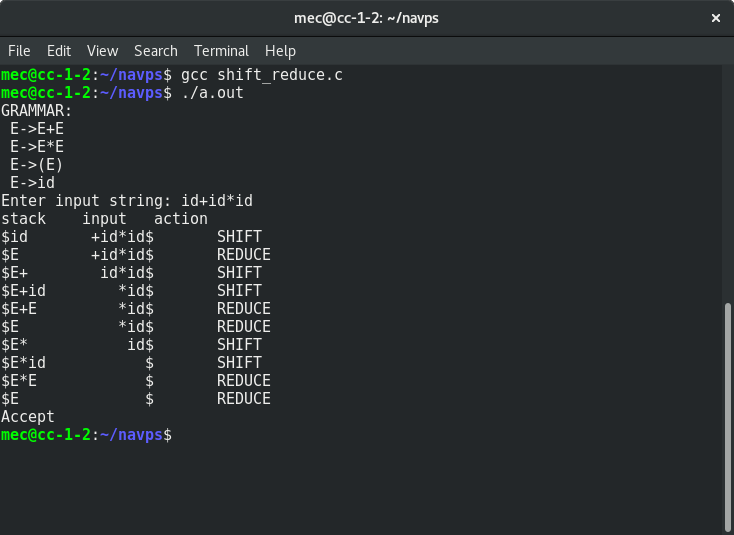 mec@cc-1-2: ~/navps ×
File Edit View Search Terminal Help
mec@cc-1-2:~/navps$ gcc shift_reduce.c
mec@cc-1-2:~/navps$ ./a.out
GRAMMAR:
 E->E+E
 E->E*E
 E->(E)
 E->id
Enter input string: id+id*id
stack    input   action
$id       +id*id$       SHIFT
$E        +id*id$       REDUCE
$E+        id*id$       SHIFT
$E+id        *id$       SHIFT
$E+E         *id$       REDUCE
$E           *id$       REDUCE
$E*           id$       SHIFT
$E*id           $       SHIFT
$E*E            $       REDUCE
$E              $       REDUCE
Accept
mec@cc-1-2:~/navps$